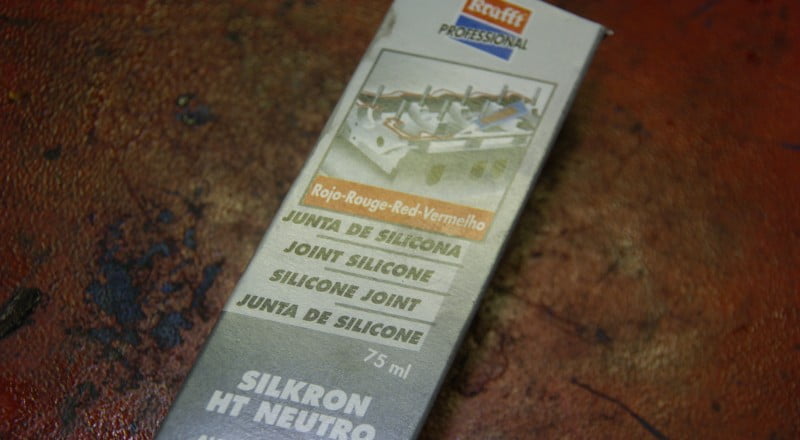 Krafft
PROFESSIONAL
Rojo-Rouge-Red-Vermelho
JUNTA DE SILICONA
JOINT SILICONE
SILICONE JOINT
JUNTA DE SILICONE
75 ml
SILKRON
HT NEUTRO